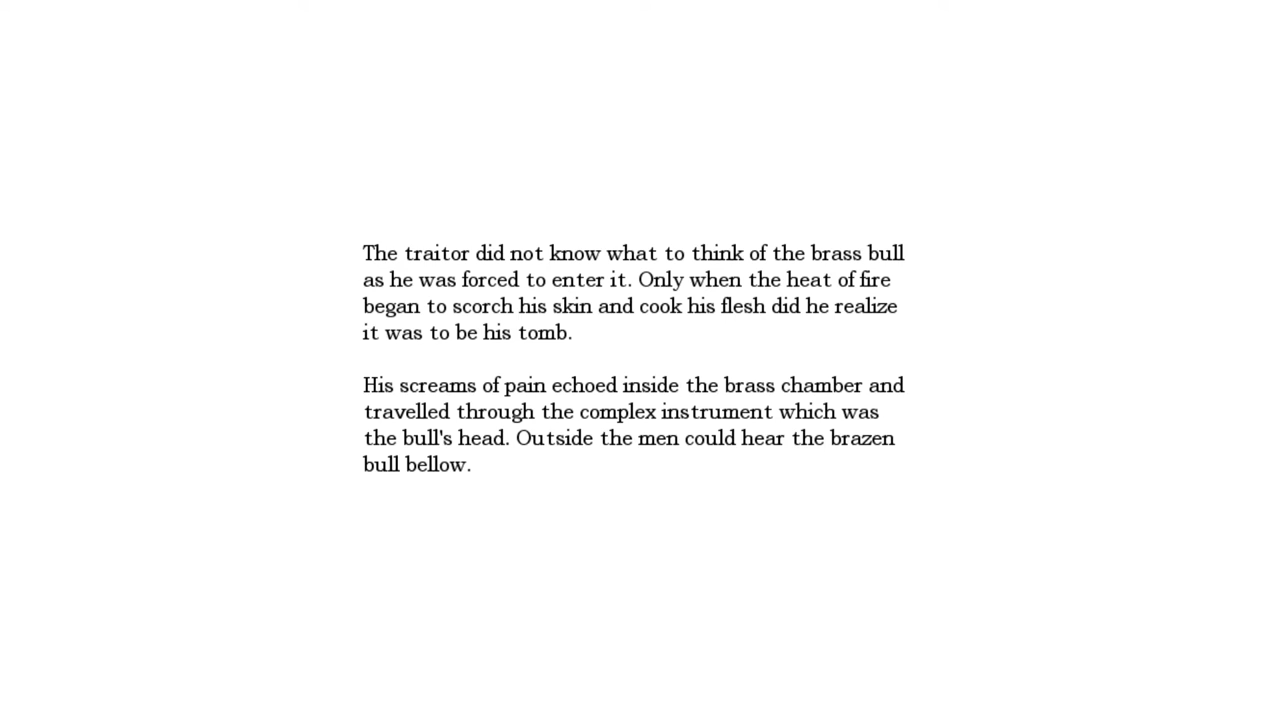 The traitor did not know what to think of the brass bull
as he was forced to enter it. Only when the heat of fire
began to scorch his skin and cook his flesh did he realize
it was to be his tomb.
His screams of pain echoed inside the brass chamber and
travelled through the complex instrument which was
the bull's head. Outside the men could hear the brazen
bull bellow.